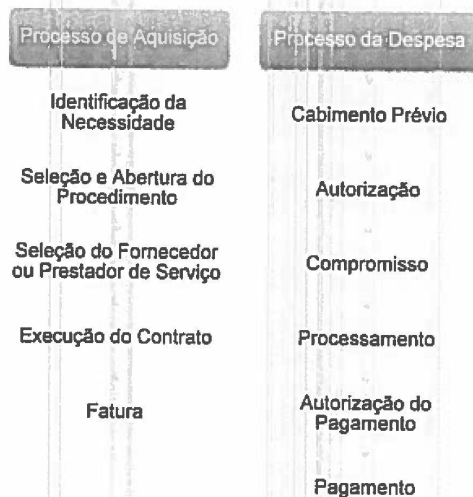 Processo de Aquisição
Identificação da
Necessidade
Seleção e Abertura do
Procedimento
Seleção do Fornecedor
ou Prestador de Serviço
Execução do Contrato
Fatura
Processo da Despesa
Cabimento Prévio
Autorização
Compromisso
Processamento
Autorização do
Pagamento
Pagamento